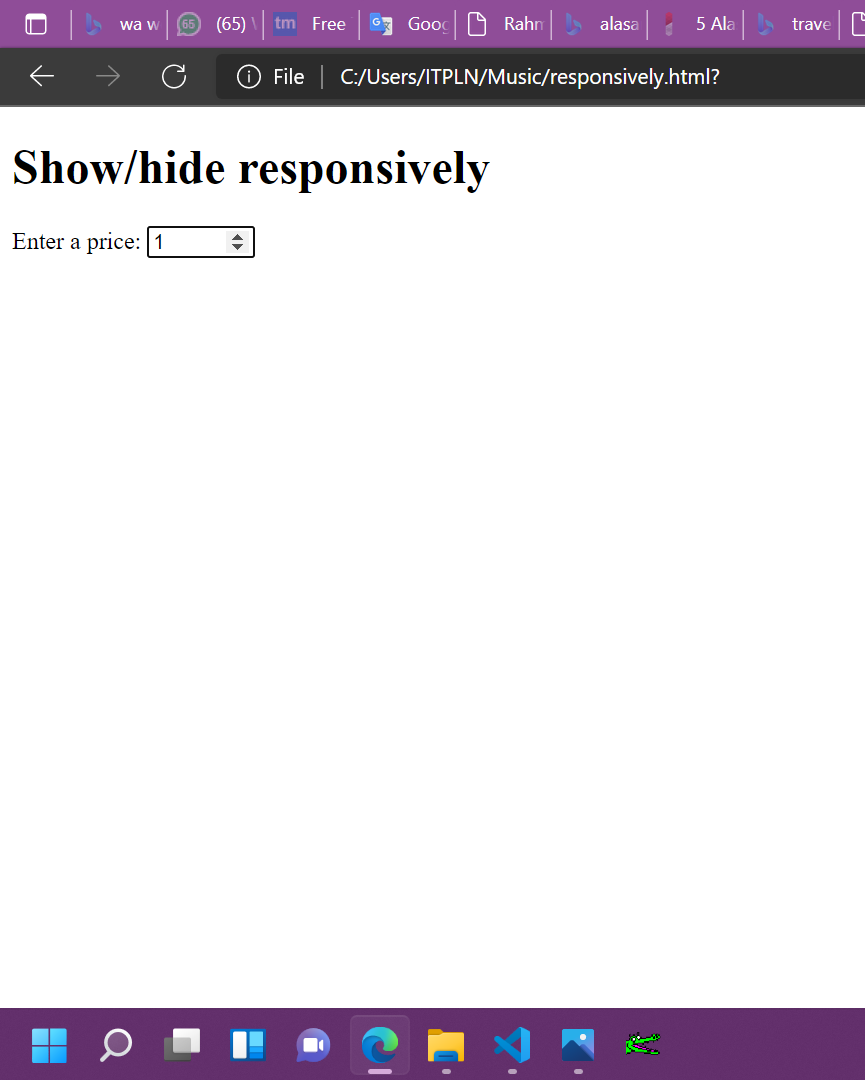 wa w 65 (65) tm Free Goog Rahm alasa 5 Ala trave
File C:/Users/ITPLN/Music/responsively.html?
Show/hide responsively
Enter a price: 1